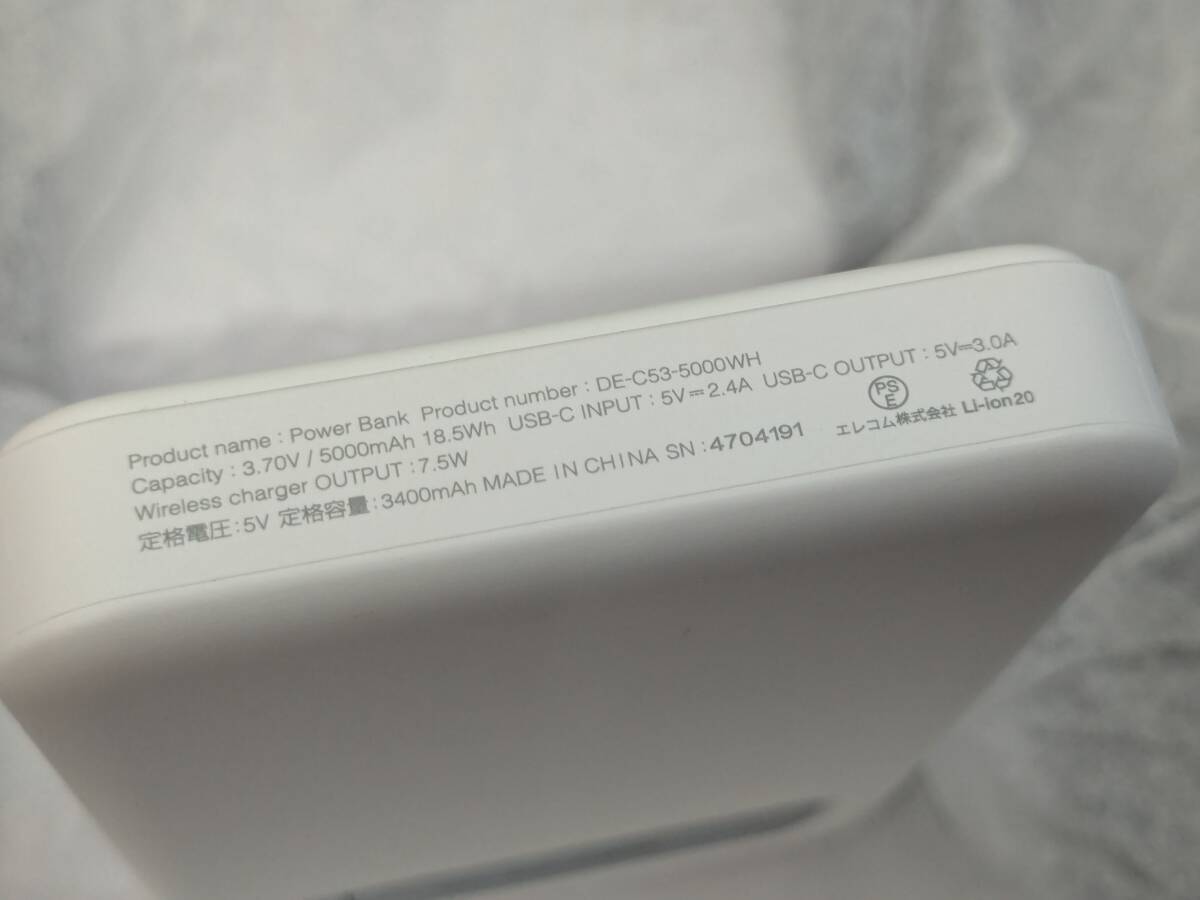 Product name : Power Bank Product number : DE-C53-5000WH
Capacity : 3.70V / 5000mAh 18.5Wh USB-C INPUT : 5V⎓2.4A USB-C OUTPUT : 5V⎓3.0A
Wireless charger OUTPUT : 7.5W
定格電圧 : 5V 定格容量 : 3400mAh MADE IN CHINA SN : 4704191
PS
E
エレコム株式会社 Li-ion20